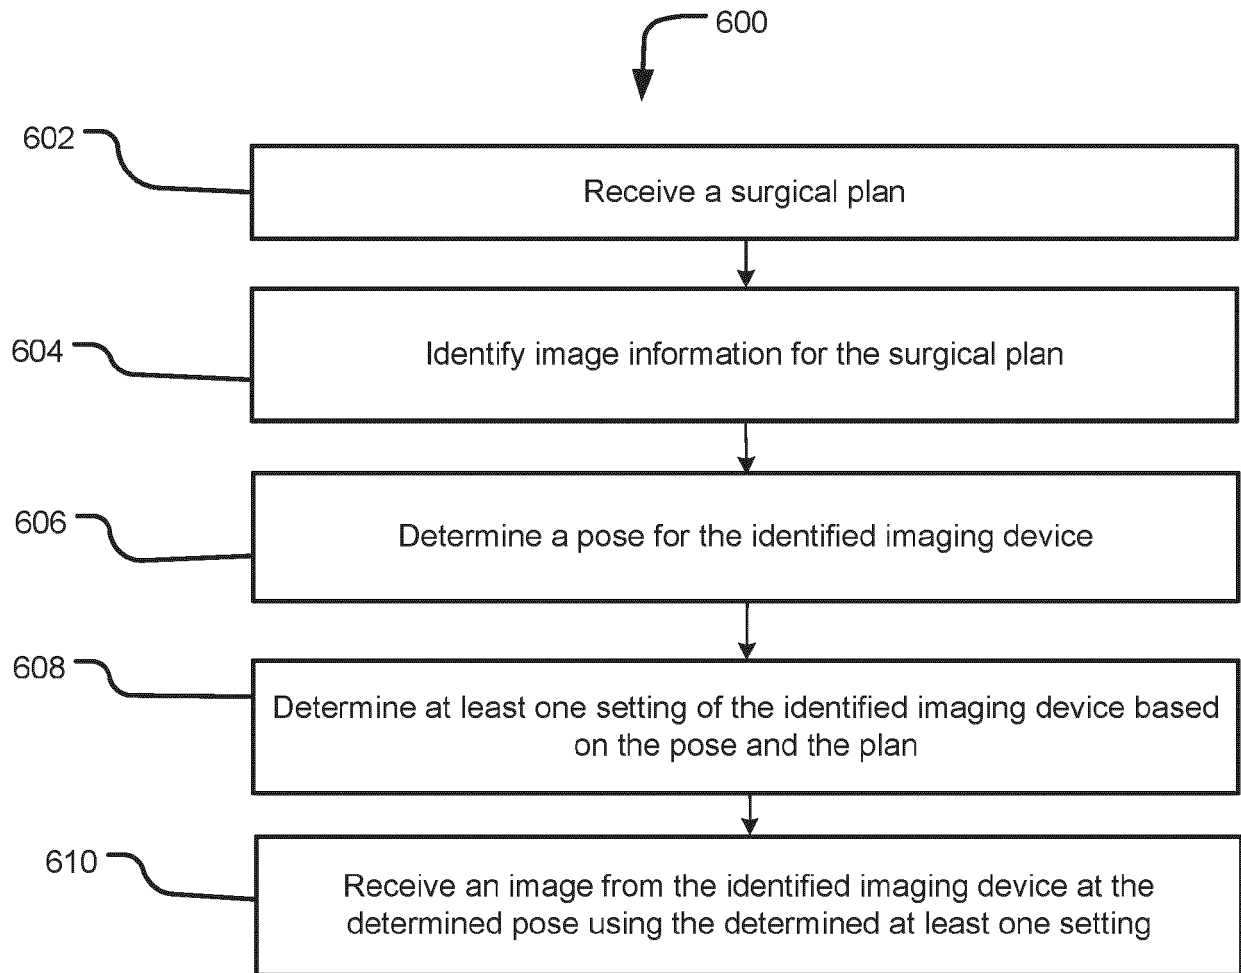 600
602
Receive a surgical plan
604
Identify image information for the surgical plan
606
Determine a pose for the identified imaging device
608
Determine at least one setting of the identified imaging device based
on the pose and the plan
610
Receive an image from the identified imaging device at the
determined pose using the determined at least one setting